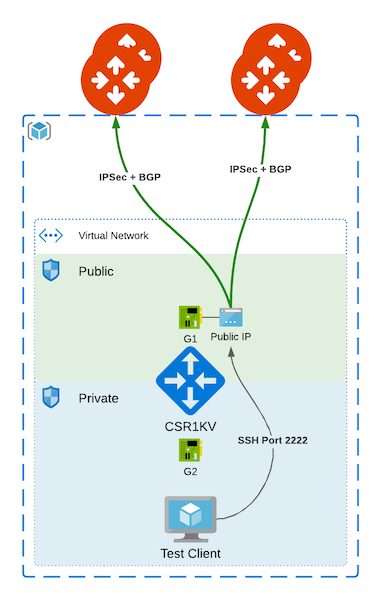 IPSec + BGP
IPSec + BGP
Virtual Network
Public
G1
Public IP
Private
CSR1KV
SSH Port 2222
G2
Test Client